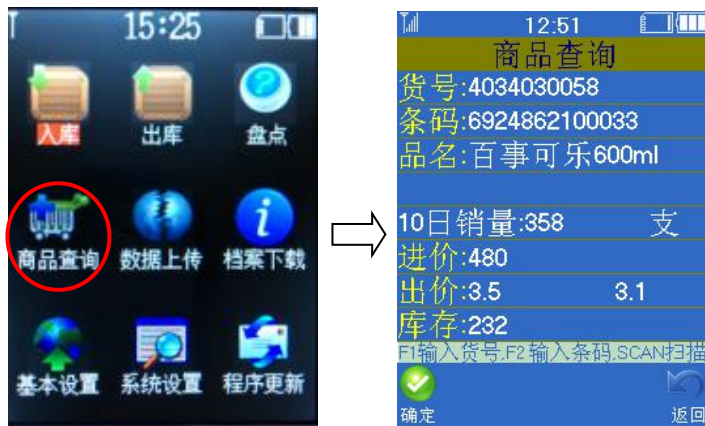 15:25
入库 出库 盘点
商品查询 数据上传 档案下载
基本设置 系统设置 程序更新
12:51
商品查询
货号:4034030058
条码:6924862100033
品名:百事可乐600ml
10日销量:358 支
进价:480
出价:3.5 3.1
库存:232
F1输入货号.F2输入条码.SCAN扫描
确定 返回